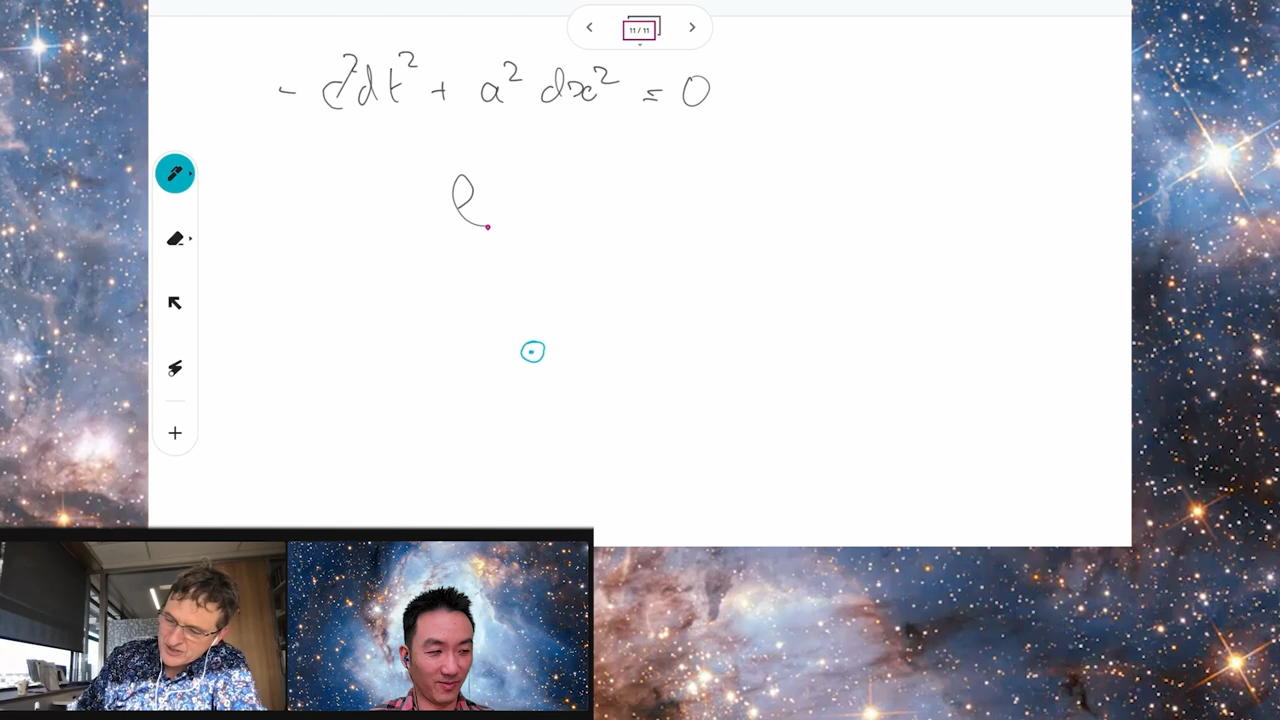 11 / 11
- c²dt² + a² dx² = 0